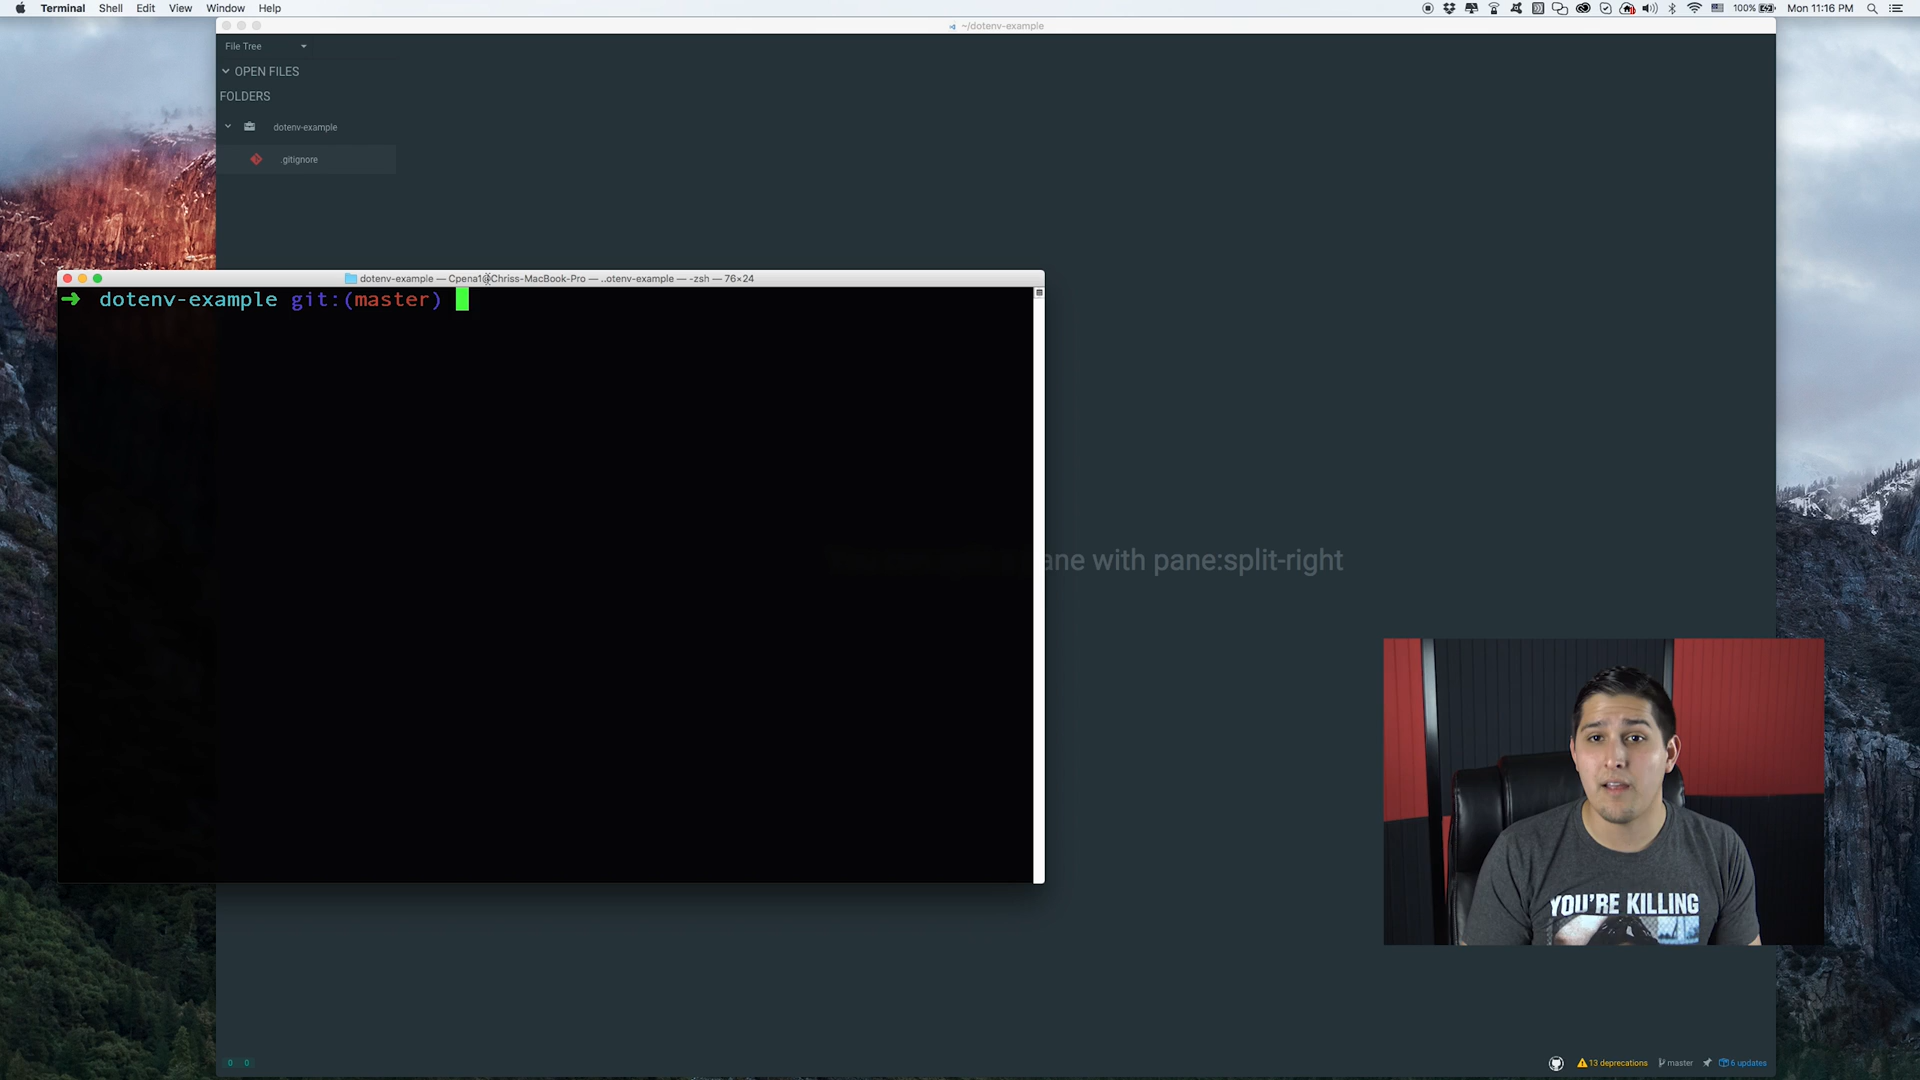 Terminal Shell Edit View Window Help
100% Mon 11:16 PM
~/dotenv-example
File Tree
OPEN FILES
FOLDERS
dotenv-example
.gitignore
dotenv-example — Cpena1@Chriss-MacBook-Pro — ..otenv-example — -zsh — 76×24
➜ dotenv-example git:(master)
ane with pane:split-right
YOU'RE KILLING
0 0
13 deprecations master 6 updates